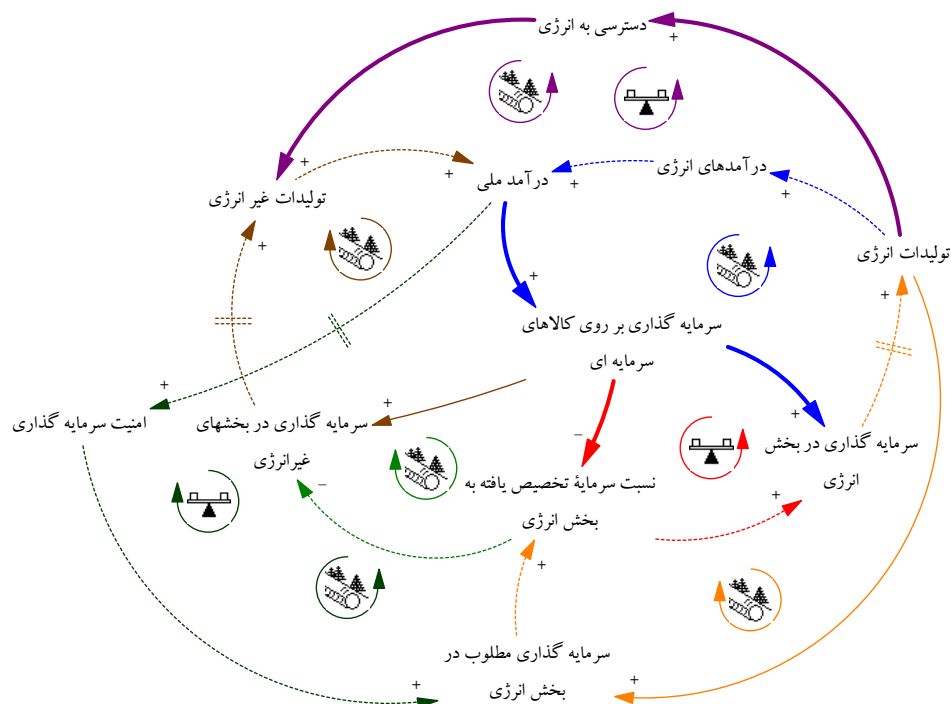 دسترسی به انرژی
+
درآمدهای انرژی
+
+
درآمد ملی
+
+
تولیدات غیر انرژی
+
+
تولیدات انرژی
+
سرمایه گذاری بر روی کالاهای
سرمایه ای
+
امنیت سرمایه گذاری
+
سرمایه گذاری در بخشهای
غیرانرژی
+
–
سرمایه گذاری در بخش
انرژی
+
+
نسبت سرمایۀ تخصیص یافته به
بخش انرژی
–
+
سرمایه گذاری مطلوب در
بخش انرژی
+
+